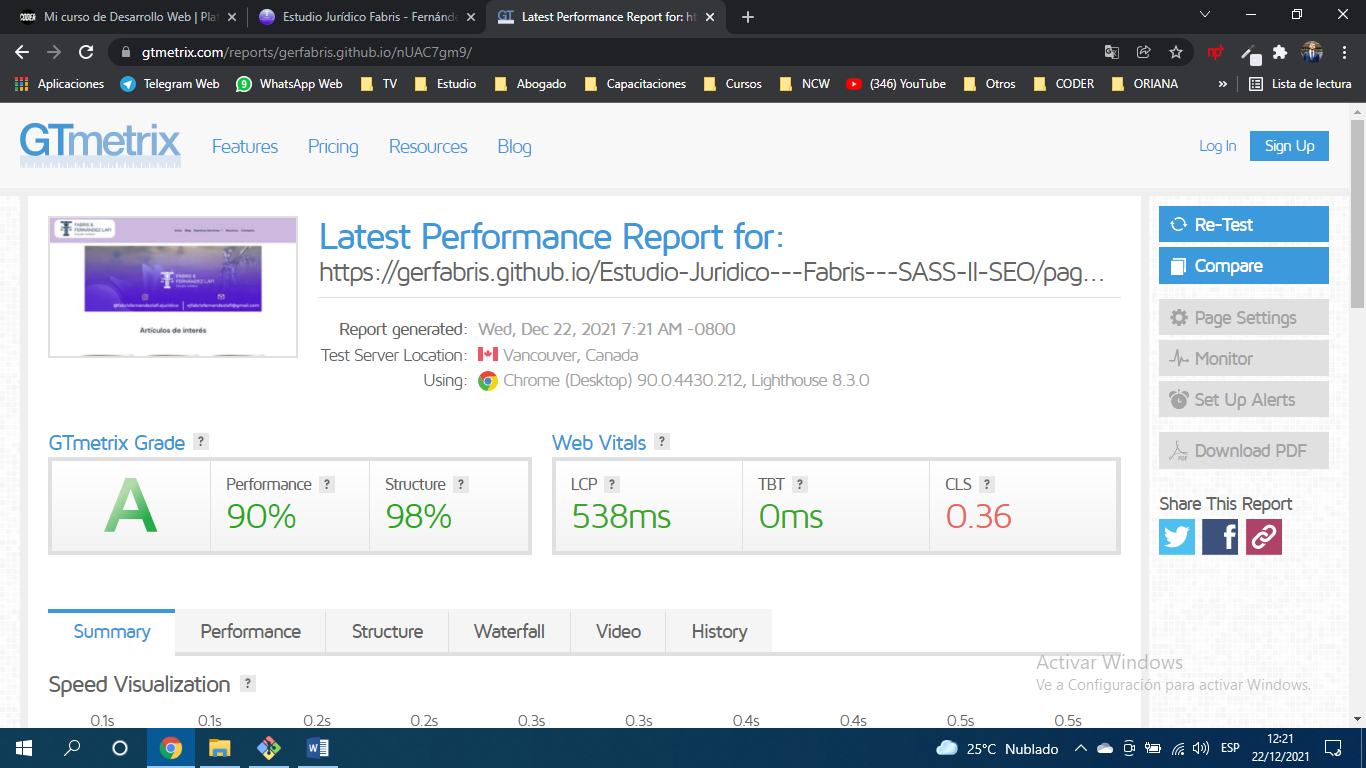 CODER Mi curso de Desarrollo Web | Pla
Estudio Jurídico Fabris - Fernánde
GT Latest Performance Report for: h
gtmetrix.com/reports/gerfabris.github.io/nUAC7gm9/
Aplicaciones Telegram Web WhatsApp Web TV Estudio Abogado Capacitaciones Cursos NCW (346) YouTube Otros CODER ORIANA » Lista de lectura
GTmetrix Features Pricing Resources Blog Log In Sign Up
FABRIS & FERNÁNDEZ LAFI
Artículos de interés
Latest Performance Report for:
https://gerfabris.github.io/Estudio-Juridico---Fabris---SASS-II-SEO/pag...
Report generated: Wed, Dec 22, 2021 7:21 AM -0800
Test Server Location: Vancouver, Canada
Using: Chrome (Desktop) 90.0.4430.212, Lighthouse 8.3.0
Re-Test
Compare
Page Settings
Monitor
Set Up Alerts
Download PDF
Share This Report
GTmetrix Grade ? Web Vitals ?
A
Performance ? Structure ? LCP ? TBT ? CLS ?
90% 98% 538ms 0ms 0.36
Summary Performance Structure Waterfall Video History
Speed Visualization ?
0.1s 0.1s 0.2s 0.2s 0.3s 0.3s 0.4s 0.4s 0.5s 0.5s
Activar Windows
Ve a Configuración para activar Windows.
25°C Nublado ESP 12:21
22/12/2021